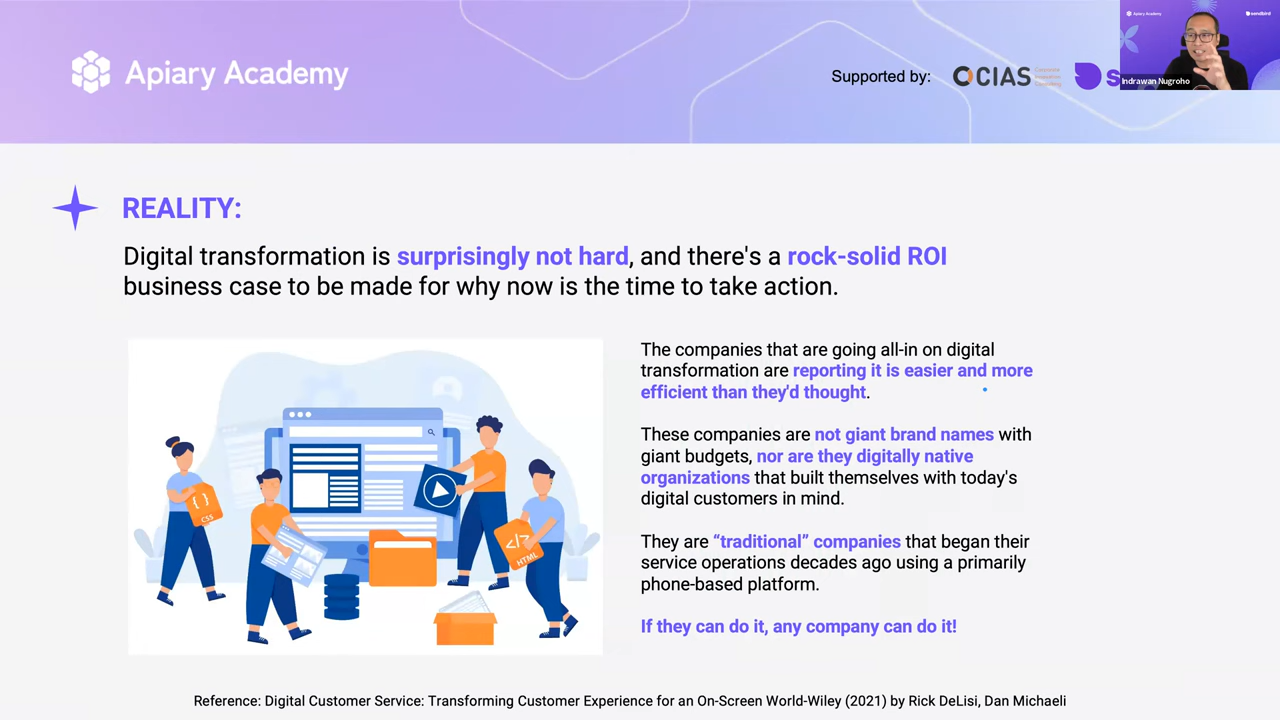 Apiary Academy
Supported by:
CIAS
Corporate
Innovation
Consulting
S
Apiary Academy
sendbird
Indrawan Nugroho
REALITY:
Digital transformation is surprisingly not hard, and there's a rock-solid ROI
business case to be made for why now is the time to take action.
The companies that are going all-in on digital
transformation are reporting it is easier and more
efficient than they'd thought.
These companies are not giant brand names with
giant budgets, nor are they digitally native
organizations that built themselves with today's
digital customers in mind.
They are “traditional” companies that began their
service operations decades ago using a primarily
phone-based platform.
If they can do it, any company can do it!
{ }
CSS
</>
HTML
Reference: Digital Customer Service: Transforming Customer Experience for an On-Screen World-Wiley (2021) by Rick DeLisi, Dan Michaeli